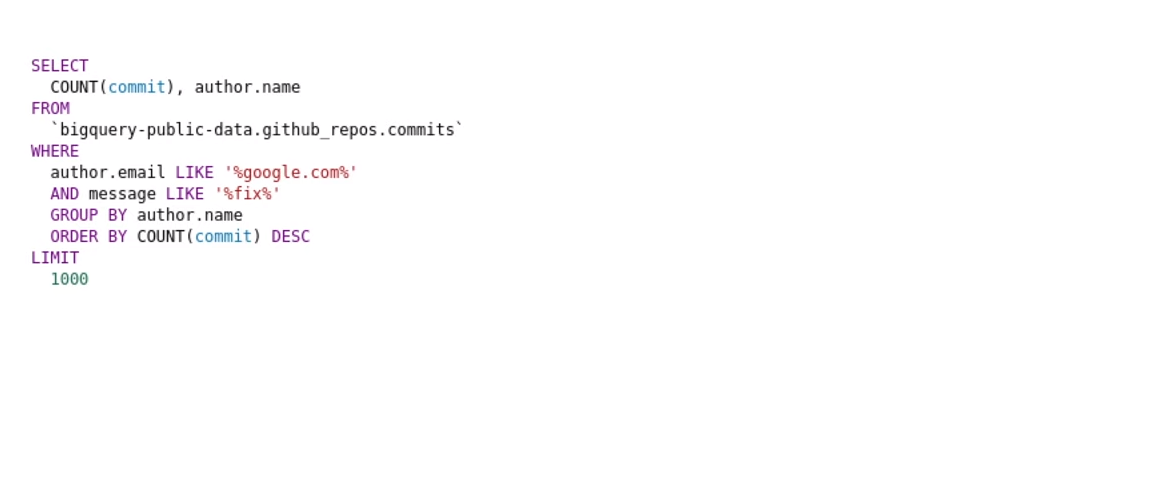 SELECT
  COUNT(commit), author.name
FROM
  `bigquery-public-data.github_repos.commits`
WHERE
  author.email LIKE '%google.com%'
  AND message LIKE '%fix%'
  GROUP BY author.name
  ORDER BY COUNT(commit) DESC
LIMIT
  1000